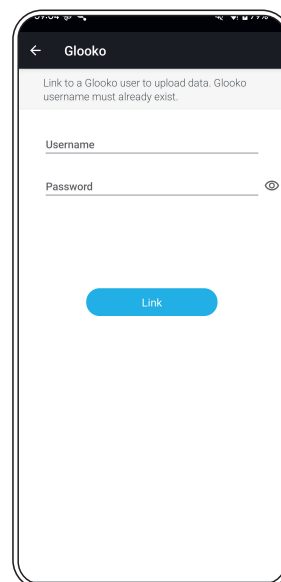 Glooko
Link to a Glooko user to upload data. Glooko
username must already exist.
Username
Password
Link